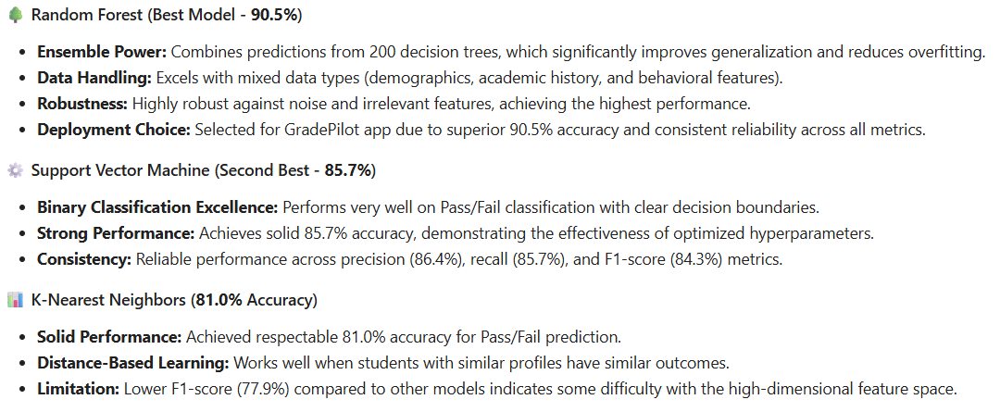 🌳 Random Forest (Best Model - 90.5%)
• Ensemble Power: Combines predictions from 200 decision trees, which significantly improves generalization and reduces overfitting.
• Data Handling: Excels with mixed data types (demographics, academic history, and behavioral features).
• Robustness: Highly robust against noise and irrelevant features, achieving the highest performance.
• Deployment Choice: Selected for GradePilot app due to superior 90.5% accuracy and consistent reliability across all metrics.
⚙️ Support Vector Machine (Second Best - 85.7%)
• Binary Classification Excellence: Performs very well on Pass/Fail classification with clear decision boundaries.
• Strong Performance: Achieves solid 85.7% accuracy, demonstrating the effectiveness of optimized hyperparameters.
• Consistency: Reliable performance across precision (86.4%), recall (85.7%), and F1-score (84.3%) metrics.
📊 K-Nearest Neighbors (81.0% Accuracy)
• Solid Performance: Achieved respectable 81.0% accuracy for Pass/Fail prediction.
• Distance-Based Learning: Works well when students with similar profiles have similar outcomes.
• Limitation: Lower F1-score (77.9%) compared to other models indicates some difficulty with the high-dimensional feature space.